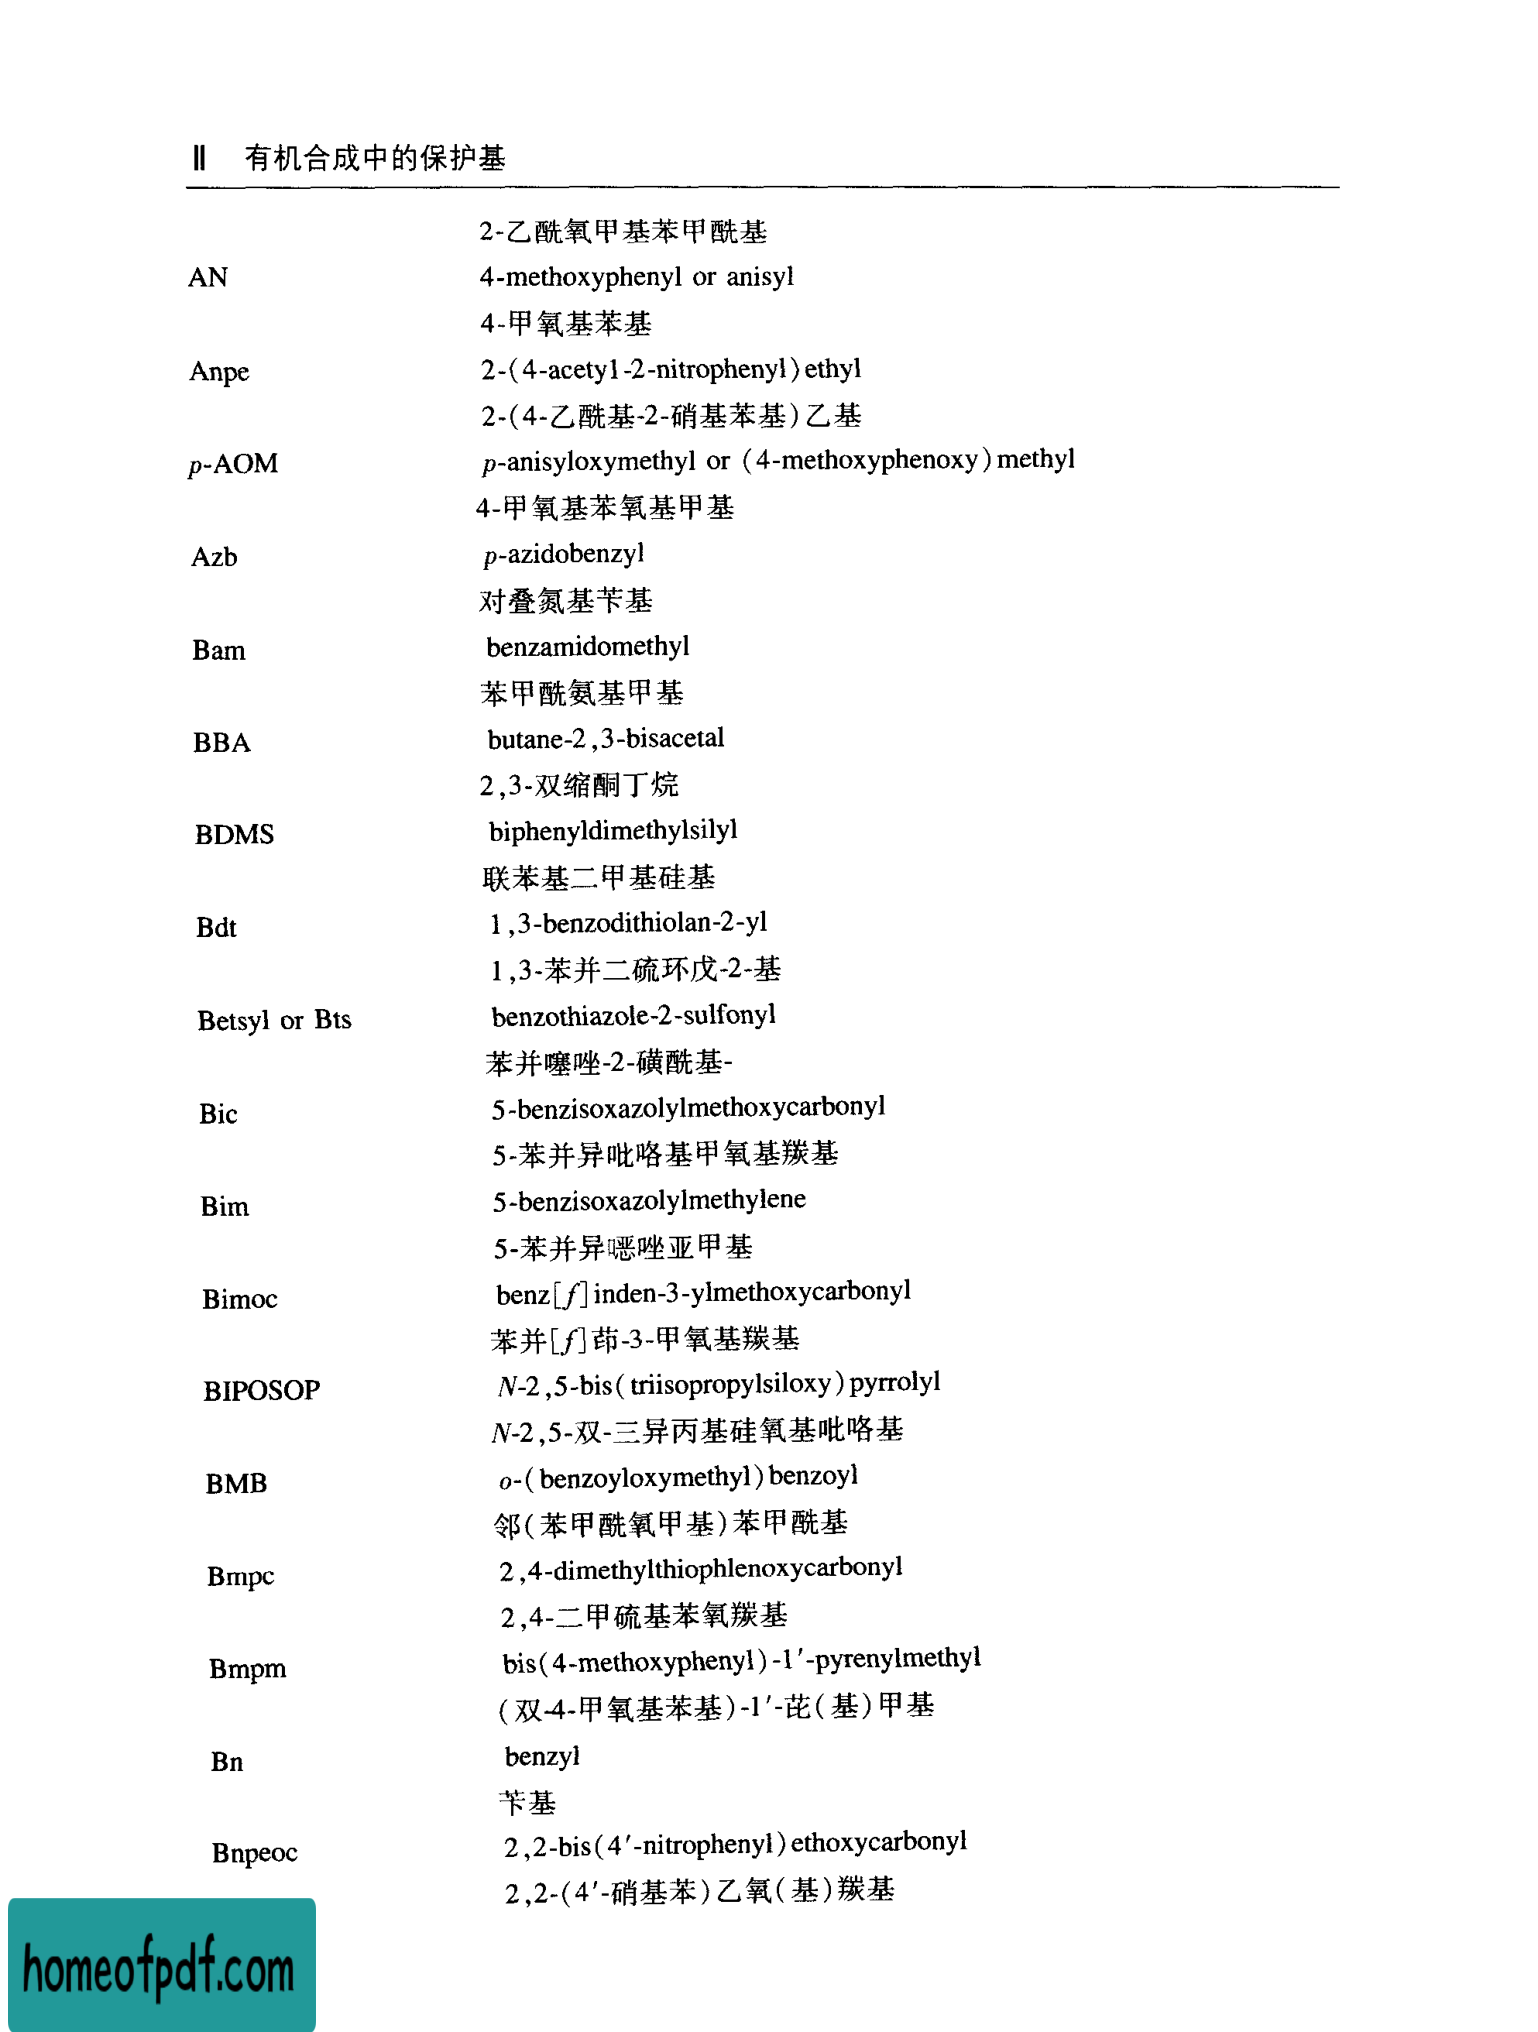 II 有机合成中的保护基
2-乙酰氧甲基苯甲酰基
AN 4-methoxyphenyl or anisyl
4-甲氧基苯基
Anpe 2-(4-acetyl-2-nitrophenyl)ethyl
2-(4-乙酰基-2-硝基苯基)乙基
p-AOM p-anisyloxymethyl or (4-methoxyphenoxy)methyl
4-甲氧基苯氧基甲基
Azb p-azidobenzyl
对叠氮基苄基
Bam benzamidomethyl
苯甲酰氨基甲基
BBA butane-2,3-bisacetal
2,3-双缩酮丁烷
BDMS biphenyldimethylsilyl
联苯基二甲基硅基
Bdt 1,3-benzodithiolan-2-yl
1,3-苯并二硫环戊-2-基
Betsyl or Bts benzothiazole-2-sulfonyl
苯并噻唑-2-磺酰基-
Bic 5-benzisoxazolylmethoxycarbonyl
5-苯并异吡咯基甲氧基羰基
Bim 5-benzisoxazolylmethylene
5-苯并异噁唑亚甲基
Bimoc benz[f]inden-3-ylmethoxycarbonyl
苯并[f]茚-3-甲氧基羰基
BIPOSOP N-2,5-bis(triisopropylsiloxy)pyrrolyl
N-2,5-双-三异丙基硅氧基吡咯基
BMB o-(benzoyloxymethyl)benzoyl
邻(苯甲酰氧甲基)苯甲酰基
Bmpc 2,4-dimethylthiophlenoxycarbonyl
2,4-二甲硫基苯氧羰基
Bmpm bis(4-methoxyphenyl)-1′-pyrenylmethyl
(双-4-甲氧基苯基)-1′-芘(基)甲基
Bn benzyl
苄基
Bnpeoc 2,2-bis(4′-nitrophenyl)ethoxycarbonyl
2,2-(4′-硝基苯)乙氧(基)羰基
homeofpdf.com